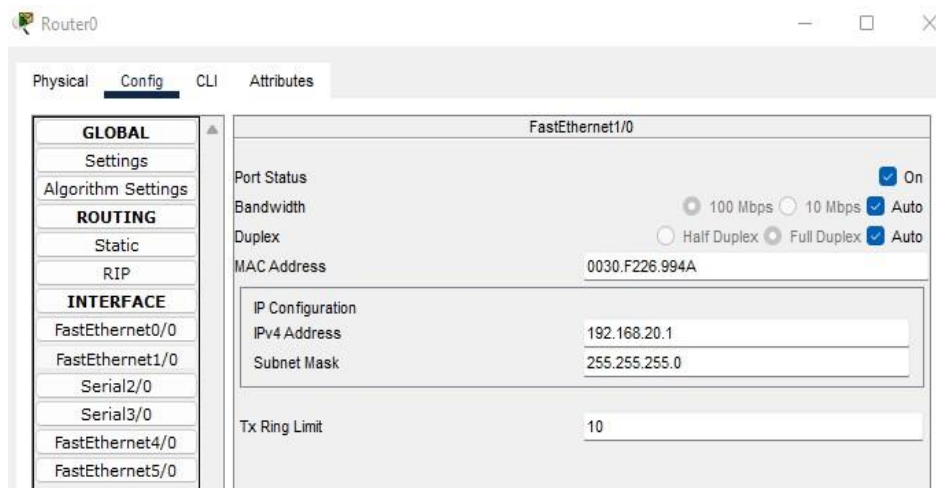 Router0
Physical Config CLI Attributes
GLOBAL
Settings
Algorithm Settings
ROUTING
Static
RIP
INTERFACE
FastEthernet0/0
FastEthernet1/0
Serial2/0
Serial3/0
FastEthernet4/0
FastEthernet5/0
FastEthernet1/0
Port Status On
Bandwidth 100 Mbps 10 Mbps Auto
Duplex Half Duplex Full Duplex Auto
MAC Address 0030.F226.994A
IP Configuration
IPv4 Address 192.168.20.1
Subnet Mask 255.255.255.0
Tx Ring Limit 10